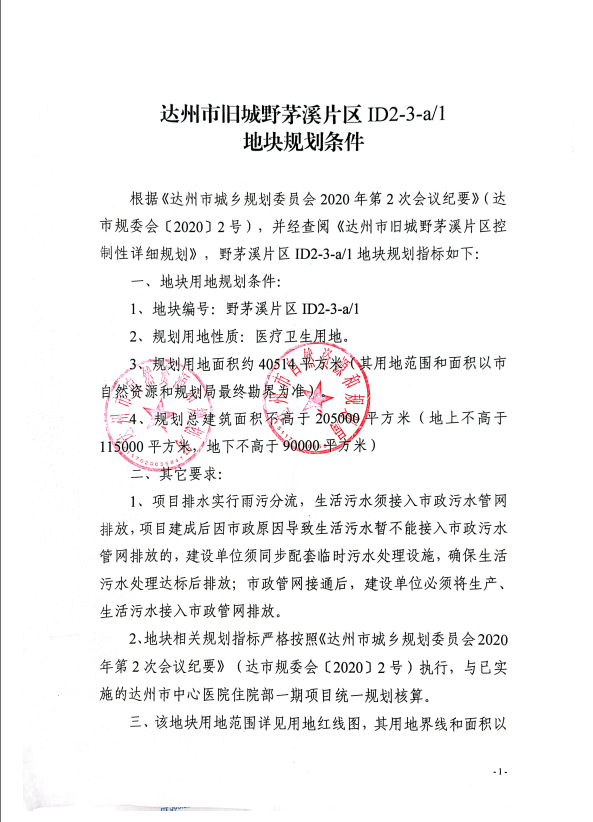 达州市旧城野茅溪片区 ID2-3-a/1
地块规划条件
根据《达州市城乡规划委员会 2020 年第 2 次会议纪要》（达
市规委会〔2020〕2 号），并经查阅《达州市旧城野茅溪片区控
制性详细规划》，野茅溪片区 ID2-3-a/1 地块规划指标如下：
一、地块用地规划条件：
1、地块编号：野茅溪片区 ID2-3-a/1
2、规划用地性质：医疗卫生用地。
3、规划用地面积约 40514 平方米（其用地范围和面积以市
自然资源和规划局最终勘界为准）。
4、规划总建筑面积不高于 205000 平方米（地上不高于
115000 平方米，地下不高于 90000 平方米）
二、其它要求：
1、项目排水实行雨污分流，生活污水须接入市政污水管网
排放，项目建成后因市政原因导致生活污水暂不能接入市政污水
管网排放的，建设单位须同步配套临时污水处理设施，确保生活
污水处理达标后排放；市政管网接通后，建设单位必须将生产、
生活污水接入市政管网排放。
2、地块相关规划指标严格按照《达州市城乡规划委员会 2020
年第 2 次会议纪要》（达市规委会〔2020〕2 号）执行，与已实
施的达州市中心医院住院部一期项目统一规划核算。
三、该地块用地范围详见用地红线图，其用地界线和面积以
- 1 -
达州市自然资源和规划局